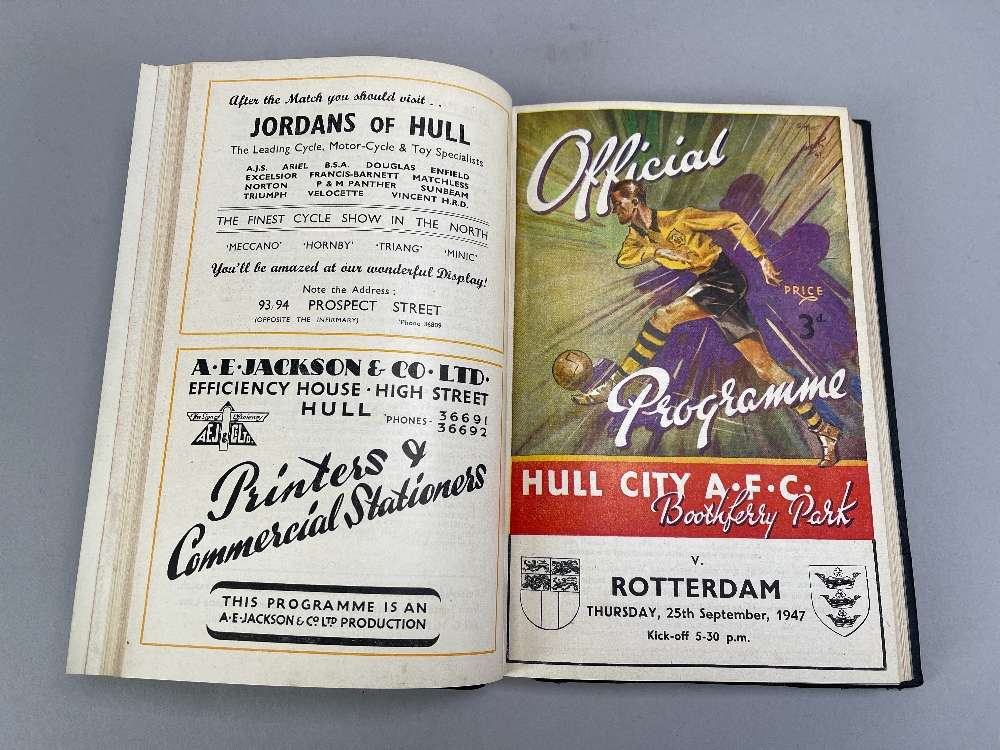 After the Match you should visit . .
JORDANS OF HULL
The Leading Cycle, Motor-Cycle & Toy Specialists
A.J.S. ARIEL B.S.A. DOUGLAS ENFIELD
EXCELSIOR FRANCIS-BARNETT MATCHLESS
NORTON P & M PANTHER SUNBEAM
TRIUMPH VELOCETTE VINCENT H.R.D.
THE FINEST CYCLE SHOW IN THE NORTH
'MECCANO' 'HORNBY' 'TRIANG' 'MINIC'
You'll be amazed at our wonderful Display!
Note the Address :
93/94 PROSPECT STREET
(OPPOSITE THE INFIRMARY) 'Phone 36809
A·E·JACKSON & CO·LTD·
EFFICIENCY HOUSE · HIGH STREET
HULL 'PHONES - 36691
36692
Efficiency
A.E.J. & Co. Ltd.
Printers &
Commercial Stationers
THIS PROGRAMME IS AN
A·E·JACKSON & Co LTD PRODUCTION
Official
PRICE
3d.
Programme
HULL CITY A·F·C·
Boothferry Park
V.
ROTTERDAM
THURSDAY, 25th September, 1947
Kick-off 5-30 p.m.